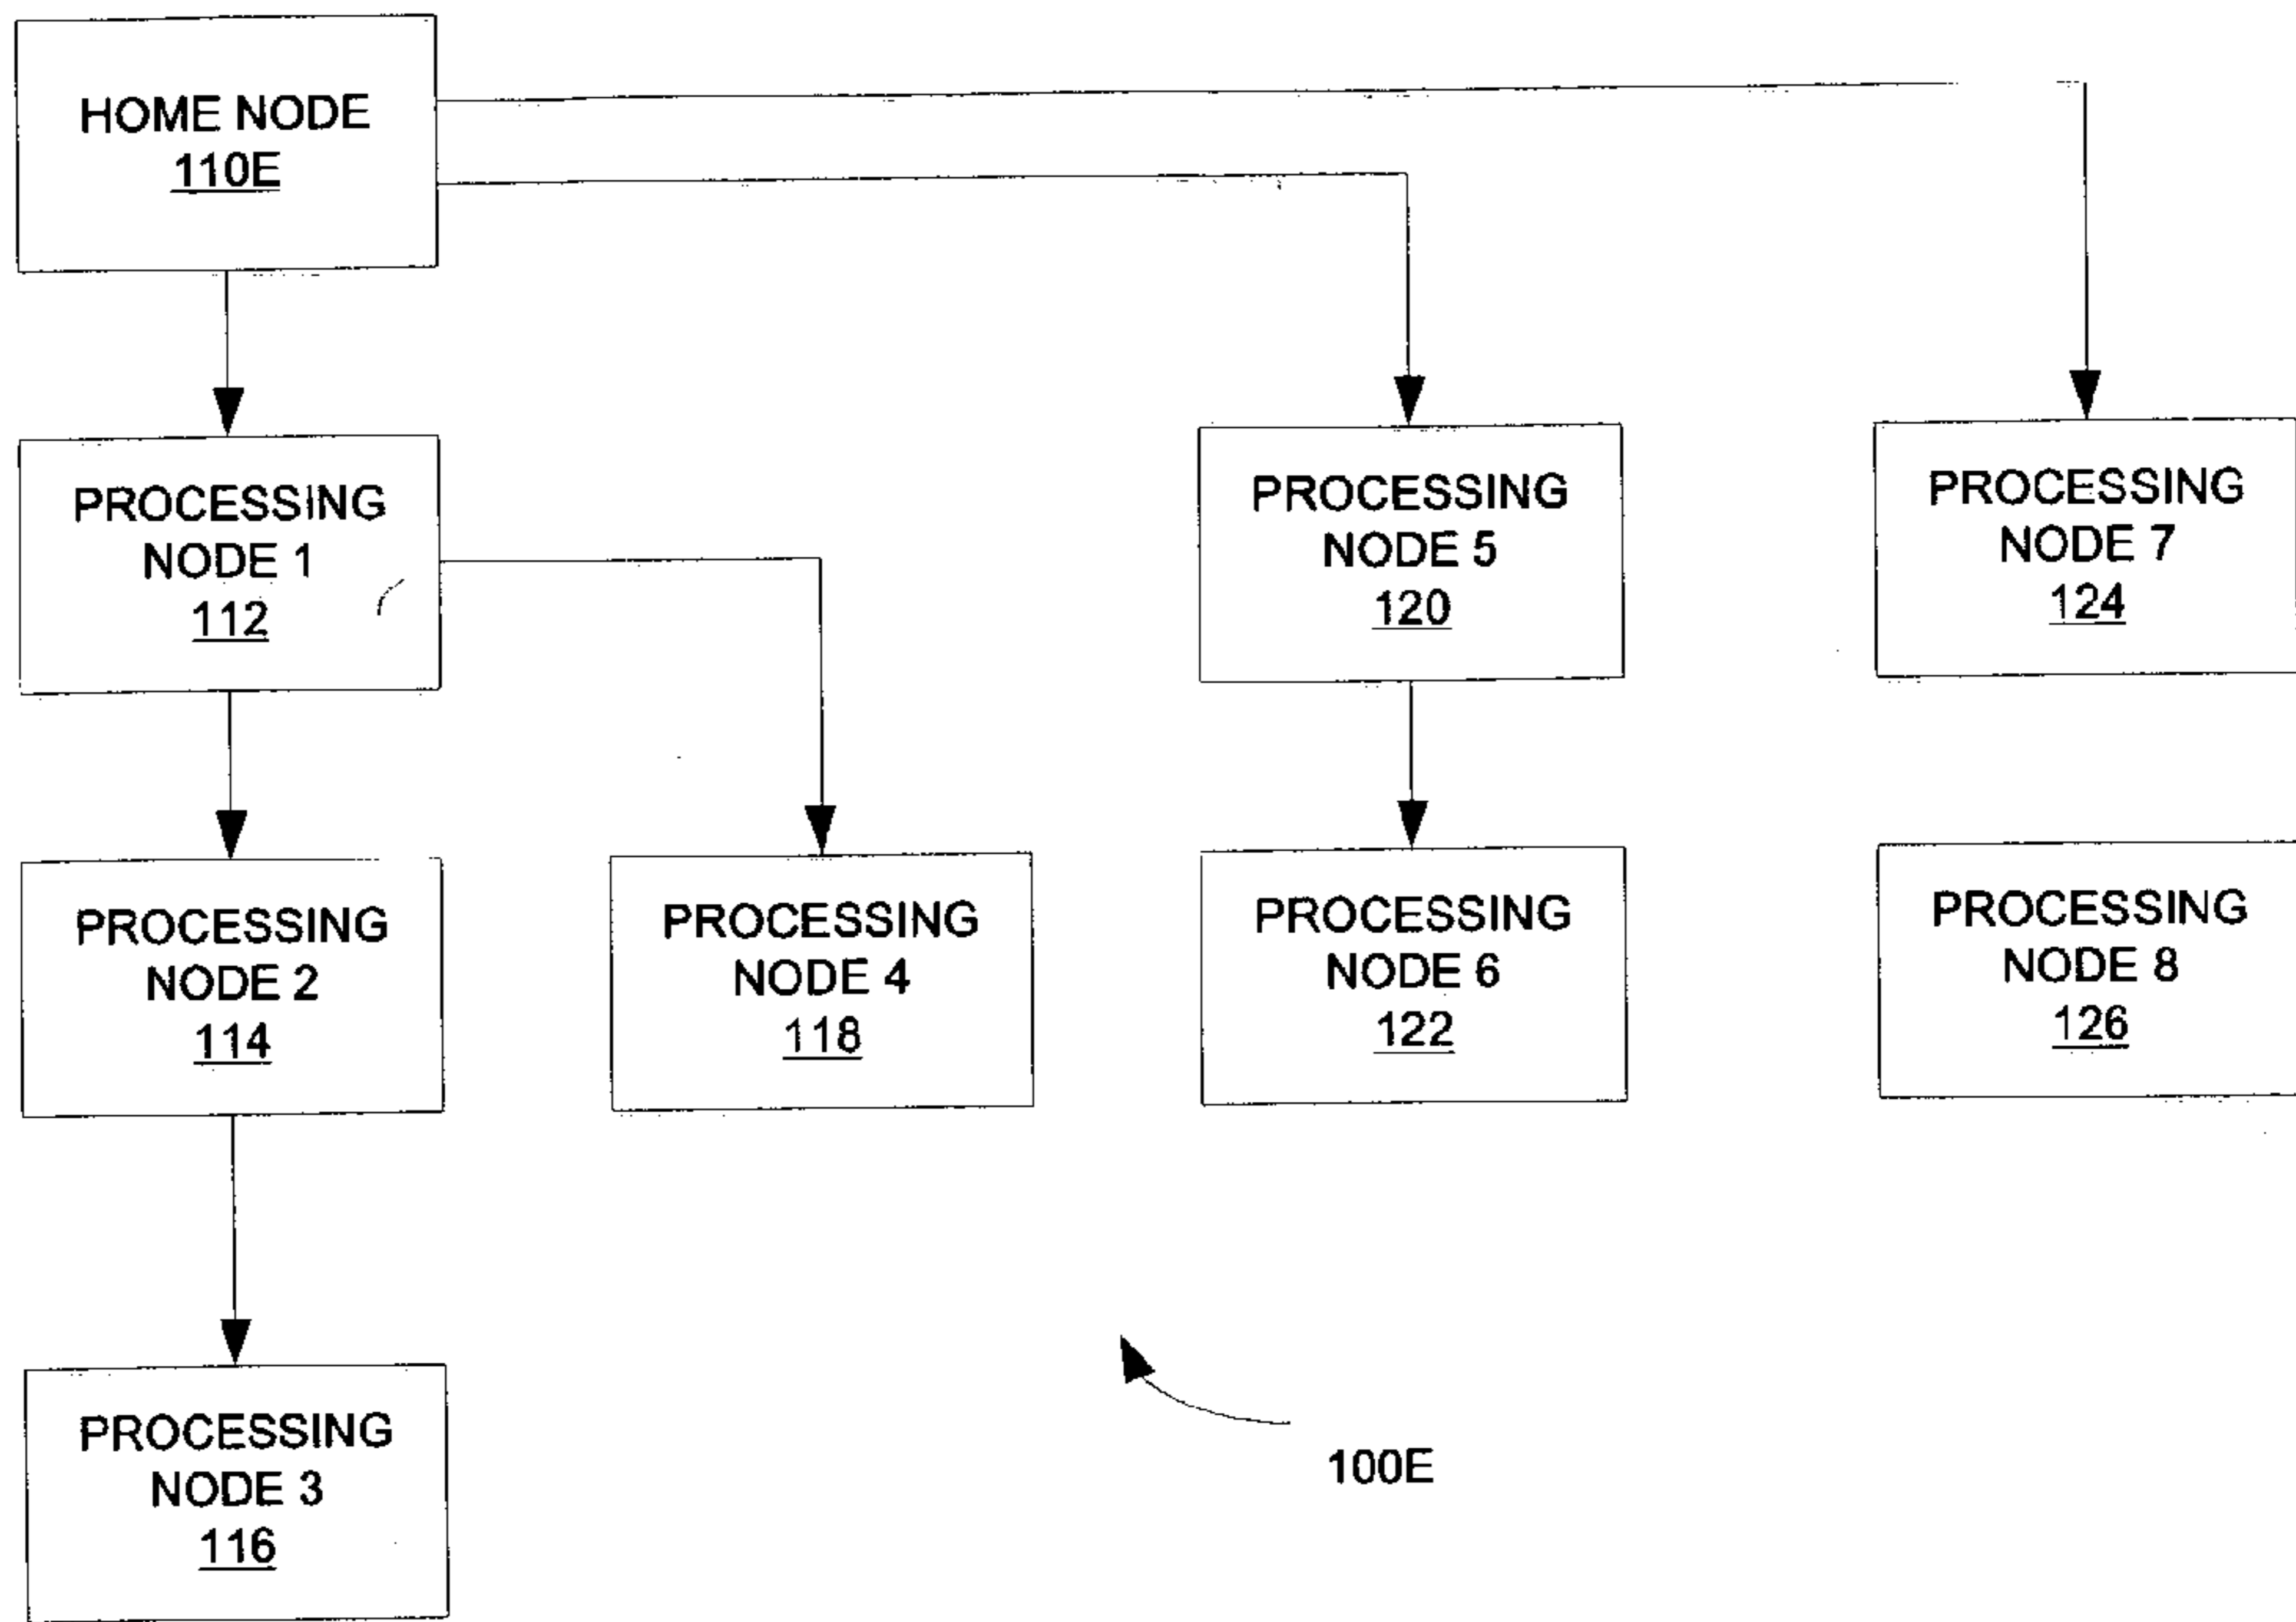 HOME NODE
110E
PROCESSING
NODE 1
112
PROCESSING
NODE 5
120
PROCESSING
NODE 7
124
PROCESSING
NODE 2
114
PROCESSING
NODE 4
118
PROCESSING
NODE 6
122
PROCESSING
NODE 8
126
PROCESSING
NODE 3
116
100E